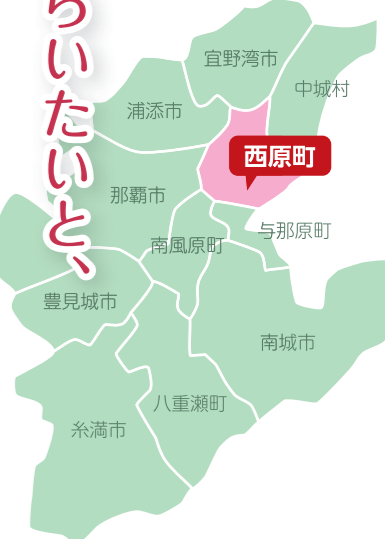 らいたいと、
宜野湾市
中城村
浦添市
西原町
那覇市
与那原町
南風原町
豊見城市
南城市
八重瀬町
糸満市